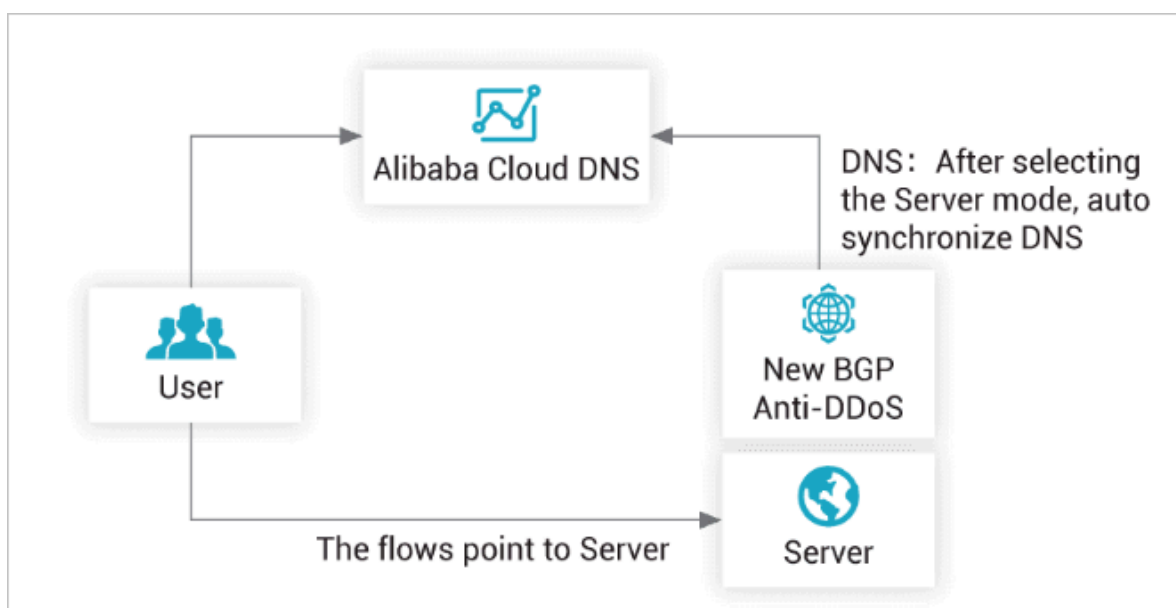 Alibaba Cloud DNS
DNS： After selecting
the Server mode, auto
synchronize DNS
User
New BGP
Anti-DDoS
The flows point to Server
Server